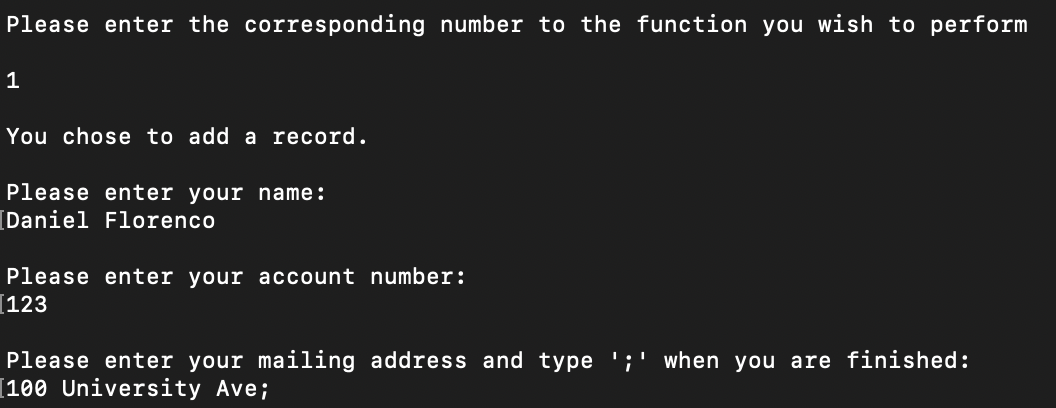 Please enter the corresponding number to the function you wish to perform
1
You chose to add a record.
Please enter your name:
[Daniel Florenco
Please enter your account number:
[123
Please enter your mailing address and type ';' when you are finished:
[100 University Ave;